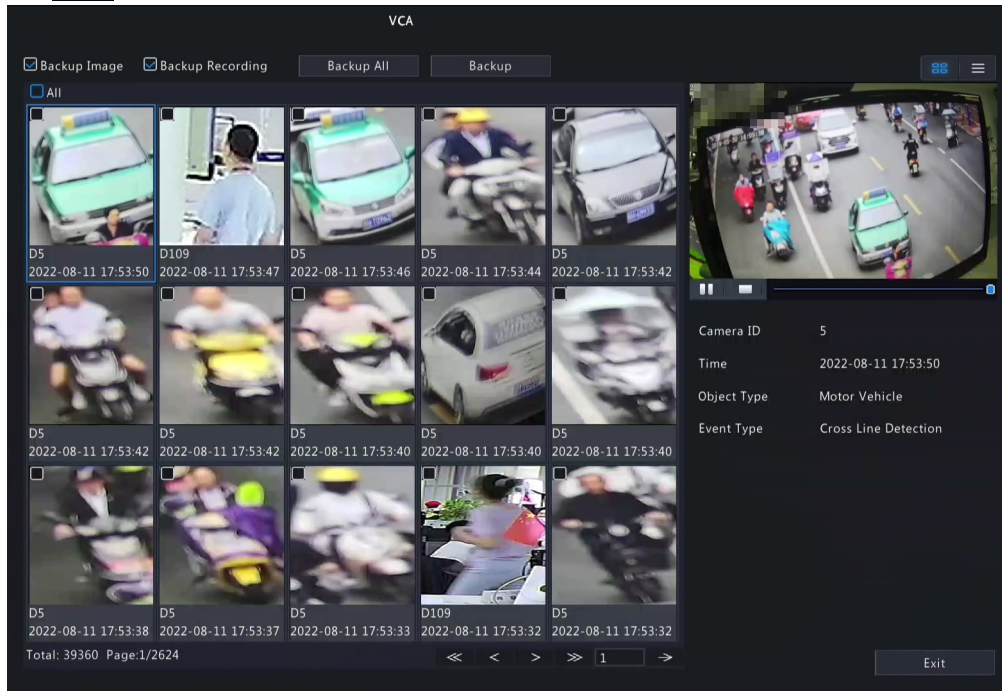 VCA
Backup Image Backup Recording Backup All Backup
All
D5 D109 D5 D5 D5
2022-08-11 17:53:50 2022-08-11 17:53:47 2022-08-11 17:53:46 2022-08-11 17:53:44 2022-08-11 17:53:42
D5 D5 D5 D5 D5
2022-08-11 17:53:42 2022-08-11 17:53:42 2022-08-11 17:53:40 2022-08-11 17:53:40 2022-08-11 17:53:40
D5 D5 D5 D109 D5
2022-08-11 17:53:38 2022-08-11 17:53:37 2022-08-11 17:53:33 2022-08-11 17:53:32 2022-08-11 17:53:32
Total: 39360 Page:1/2624
≪ < > ≫ 1 →
Camera ID 5
Time 2022-08-11 17:53:50
Object Type Motor Vehicle
Event Type Cross Line Detection
Exit